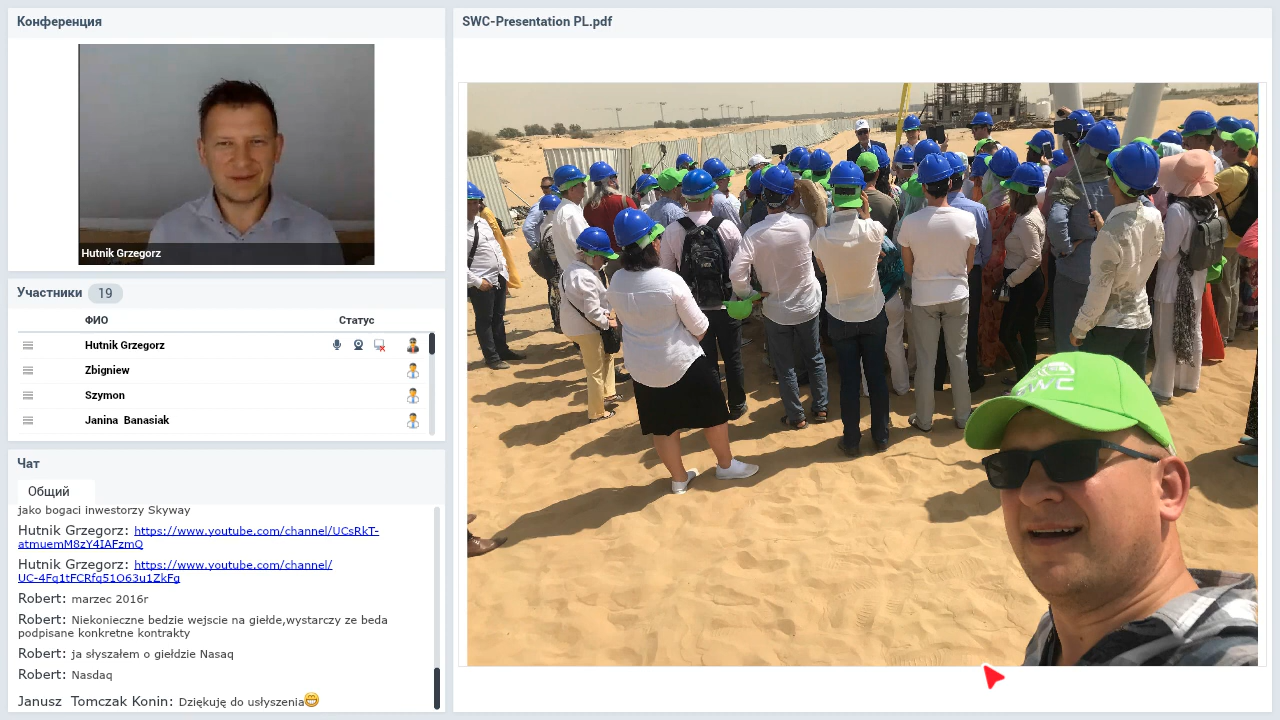 Конференция
Hutnik Grzegorz
Участники 19
ФИО Статус
Hutnik Grzegorz
Zbigniew
Szymon
Janina Banasiak
Чат
Общий
jako bogaci inwestorzy Skyway
Hutnik Grzegorz: https://www.youtube.com/channel/UCsRkT-
atmuemM8zY4IAFzmQ
Hutnik Grzegorz: https://www.youtube.com/channel/
UC-4Fq1tFCRfq51O63u1ZkFg
Robert: marzec 2016r
Robert: Niekonieczne bedzie wejscie na giełde,wystarczy ze beda
podpisane konkretne kontrakty
Robert: ja słyszałem o giełdzie Nasaq
Robert: Nasdaq
Janusz Tomczak Konin: Dziękuję do usłyszenia
SWC-Presentation PL.pdf
SWC